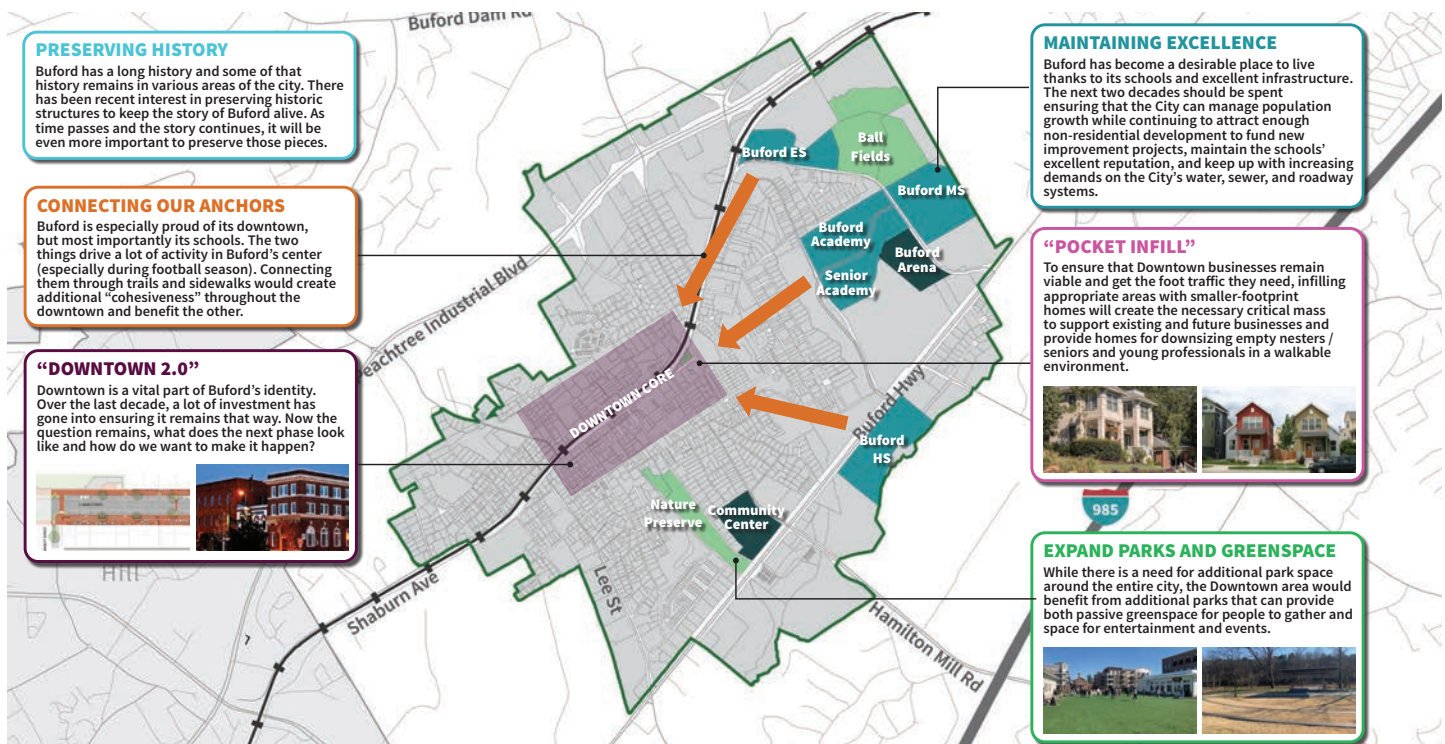 PRESERVING HISTORY
Buford has a long history and some of that
history remains in various areas of the city. There
has been recent interest in preserving historic
structures to keep the story of Buford alive. As
time passes and the story continues, it will be
even more important to preserve those pieces.
CONNECTING OUR ANCHORS
Buford is especially proud of its downtown,
but most importantly its schools. The two
things drive a lot of activity in Buford's center
(especially during football season). Connecting
them through trails and sidewalks would create
additional "cohesiveness" throughout the
downtown and benefit the other.
"DOWNTOWN 2.0"
Downtown is a vital part of Buford's identity.
Over the last decade, a lot of investment has
gone into ensuring it remains that way. Now the
question remains, what does the next phase look
like and how do we want to make it happen?
Buford Dam Rd
Peachtree Industrial Blvd
Buford ES
Ball
Fields
Buford MS
Buford
Academy
Senior
Academy
Buford
Arena
DOWNTOWN CORE
Buford Hwy
Buford
HS
Nature
Preserve
Community
Center
Lee St
Shaburn Ave
Hill
Hamilton Mill Rd
985
MAINTAINING EXCELLENCE
Buford has become a desirable place to live
thanks to its schools and excellent infrastructure.
The next two decades should be spent
ensuring that the City can manage population
growth while continuing to attract enough
non-residential development to fund new
improvement projects, maintain the schools'
excellent reputation, and keep up with increasing
demands on the City's water, sewer, and roadway
systems.
"POCKET INFILL"
To ensure that Downtown businesses remain
viable and get the foot traffic they need, infilling
appropriate areas with smaller-footprint
homes will create the necessary critical mass
to support existing and future businesses and
provide homes for downsizing empty nesters /
seniors and young professionals in a walkable
environment.
EXPAND PARKS AND GREENSPACE
While there is a need for additional park space
around the entire city, the Downtown area would
benefit from additional parks that can provide
both passive greenspace for people to gather and
space for entertainment and events.